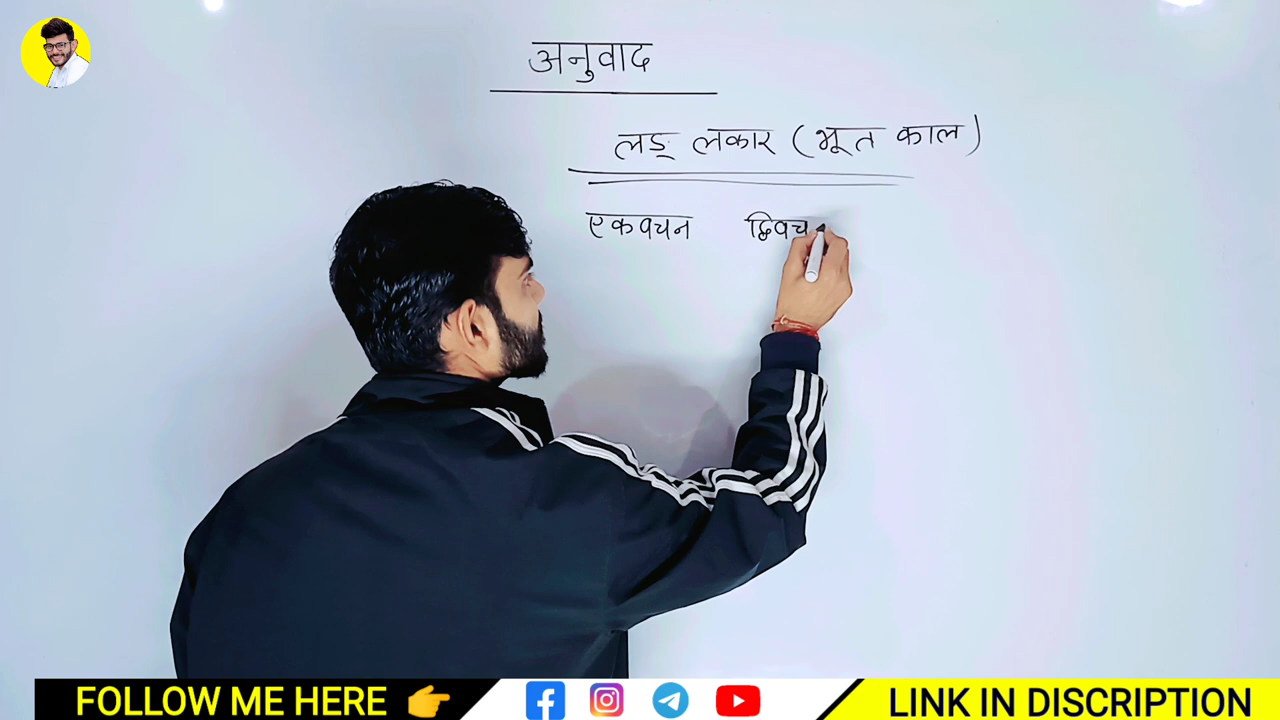 अनुवाद
लङ् लकार (भूत काल)
एकवचन द्विवच
FOLLOW ME HERE
LINK IN DISCRIPTION